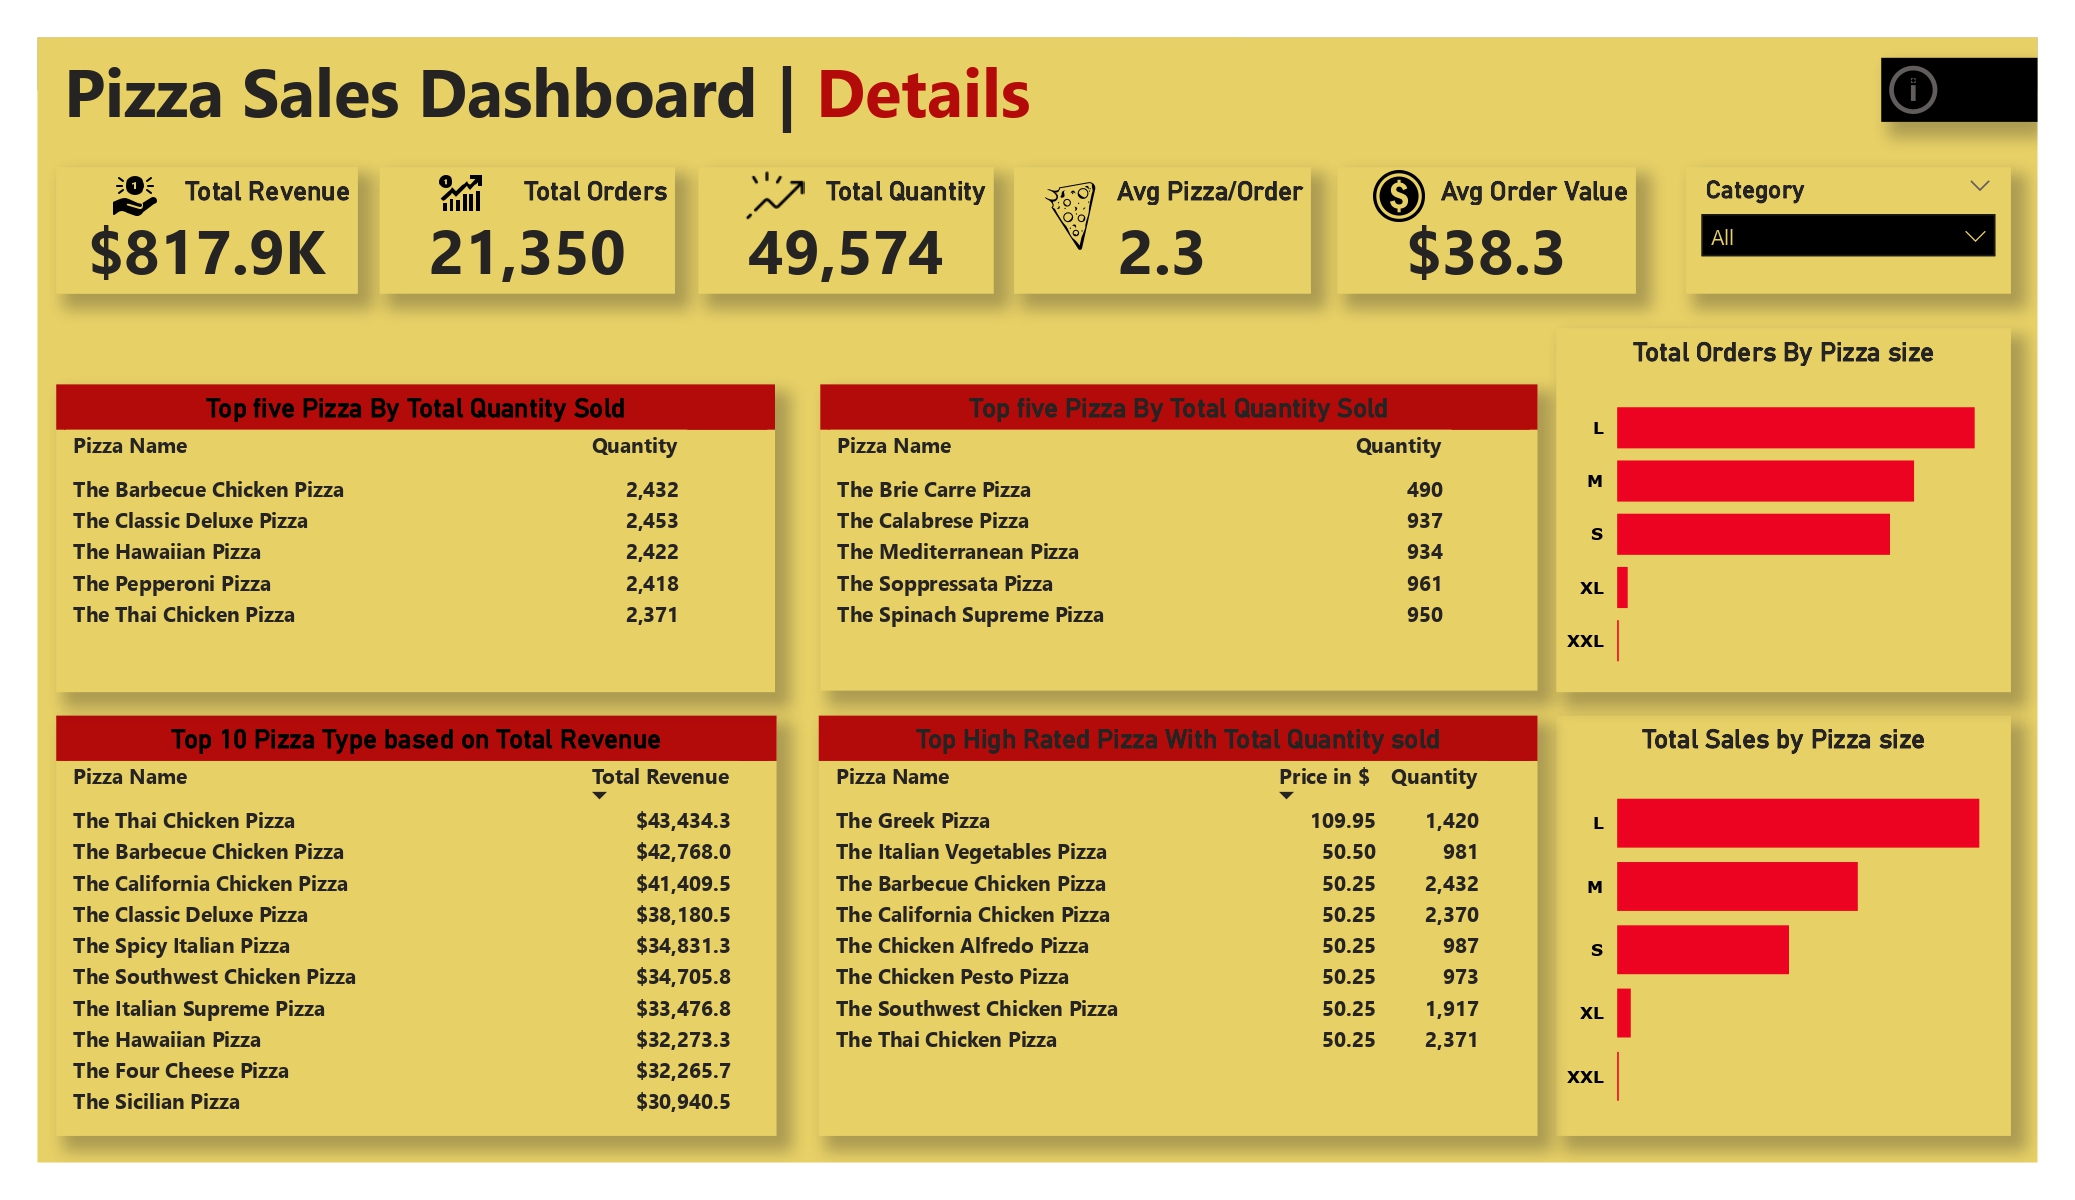 Pizza Sales Dashboard | Details
Total Revenue
$817.9K
Total Orders
21,350
Total Quantity
49,574
Avg Pizza/Order
2.3
Avg Order Value
$38.3
Category
All
Top five Pizza By Total Quantity Sold
Pizza Name Quantity
The Barbecue Chicken Pizza 2,432
The Classic Deluxe Pizza 2,453
The Hawaiian Pizza 2,422
The Pepperoni Pizza 2,418
The Thai Chicken Pizza 2,371
Top five Pizza By Total Quantity Sold
Pizza Name Quantity
The Brie Carre Pizza 490
The Calabrese Pizza 937
The Mediterranean Pizza 934
The Soppressata Pizza 961
The Spinach Supreme Pizza 950
Total Orders By Pizza size
L
M
S
XL
XXL
Top 10 Pizza Type based on Total Revenue
Pizza Name Total Revenue
The Thai Chicken Pizza $43,434.3
The Barbecue Chicken Pizza $42,768.0
The California Chicken Pizza $41,409.5
The Classic Deluxe Pizza $38,180.5
The Spicy Italian Pizza $34,831.3
The Southwest Chicken Pizza $34,705.8
The Italian Supreme Pizza $33,476.8
The Hawaiian Pizza $32,273.3
The Four Cheese Pizza $32,265.7
The Sicilian Pizza $30,940.5
Top High Rated Pizza With Total Quantity sold
Pizza Name Price in $ Quantity
The Greek Pizza 109.95 1,420
The Italian Vegetables Pizza 50.50 981
The Barbecue Chicken Pizza 50.25 2,432
The California Chicken Pizza 50.25 2,370
The Chicken Alfredo Pizza 50.25 987
The Chicken Pesto Pizza 50.25 973
The Southwest Chicken Pizza 50.25 1,917
The Thai Chicken Pizza 50.25 2,371
Total Sales by Pizza size
L
M
S
XL
XXL